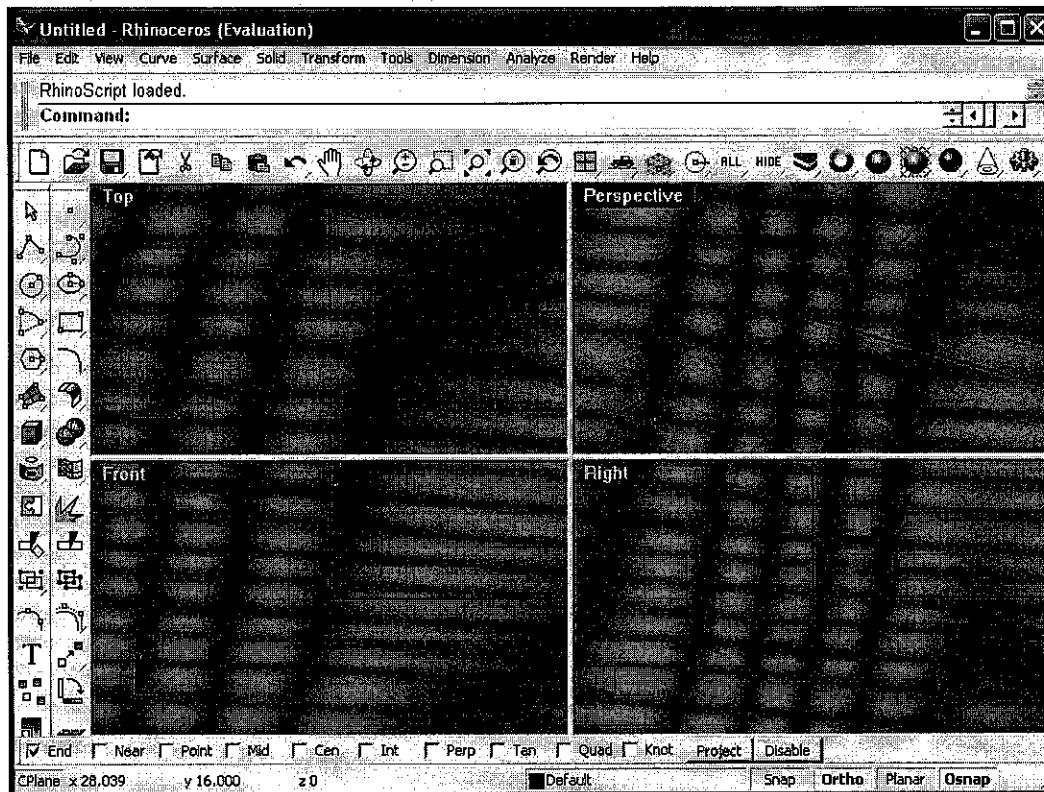 Untitled - Rhinoceros (Evaluation)
File Edit View Curve Surface Solid Transform Tools Dimension Analyze Render Help
RhinoScript loaded.
Command:
ALL HIDE
Top Perspective
Front Right
T
End Near Point Mid Cen Int Perp Tan Quad Knot Project Disable
CPlane x 28.039 y 16.000 z 0 Default Snap Ortho Planar Osnap